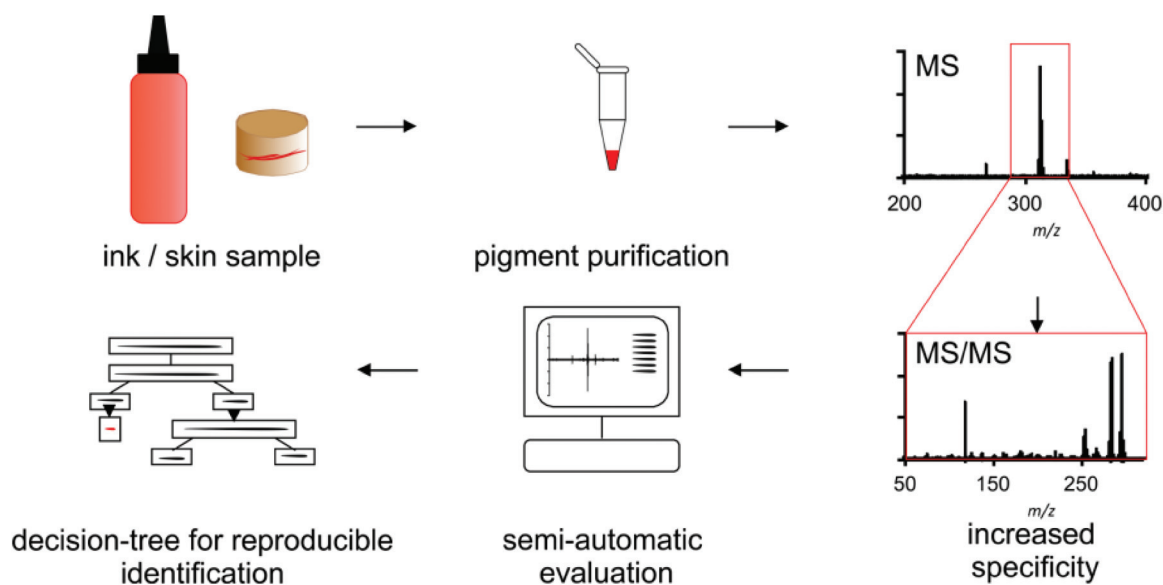 MS
200 300 400
m/z
ink / skin sample
pigment purification
MS/MS
50 150 250
m/z
increased
specificity
semi-automatic
evaluation
decision-tree for reproducible
identification